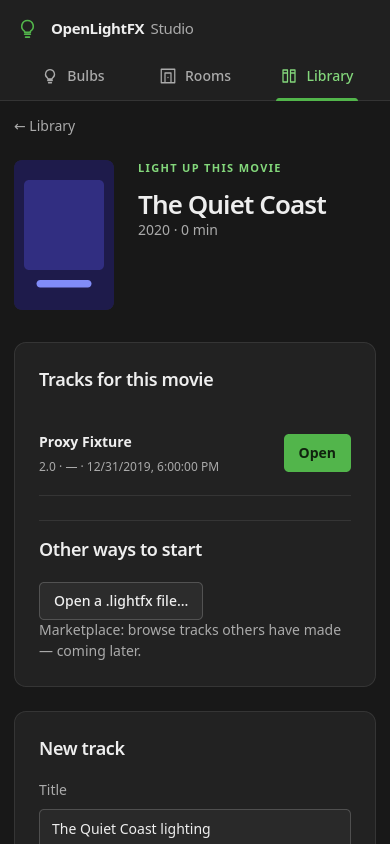 OpenLightFX Studio
Bulbs Rooms Library
← Library
LIGHT UP THIS MOVIE
The Quiet Coast
2020 · 0 min
Tracks for this movie
Proxy Fixture
2.0 · — · 12/31/2019, 6:00:00 PM
Open
Other ways to start
Open a .lightfx file...
Marketplace: browse tracks others have made
— coming later.
New track
Title
The Quiet Coast lighting